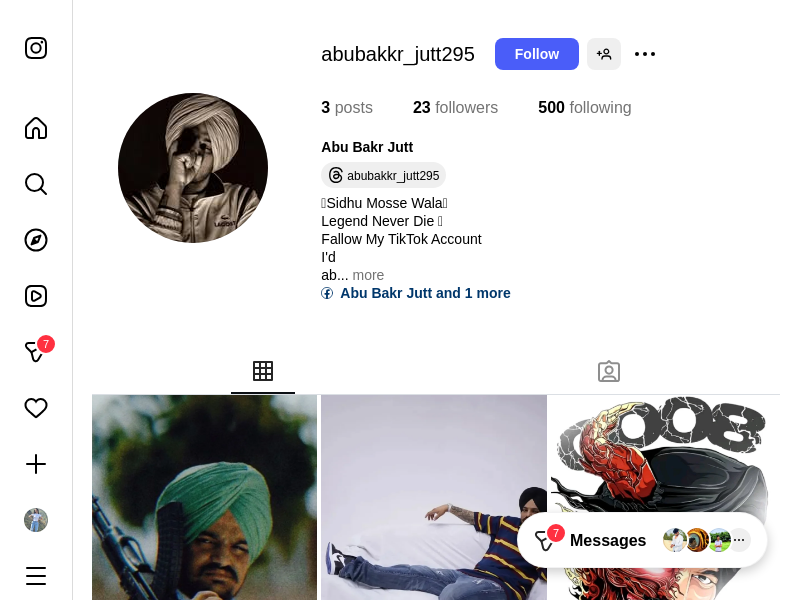 abubakkr_jutt295
Follow
3 posts
23 followers
500 following
Abu Bakr Jutt
abubakkr_jutt295
Sidhu Mosse Wala
Legend Never Die
Fallow My TikTok Account
I'd
ab... more
Abu Bakr Jutt and 1 more
7
008
7
Messages